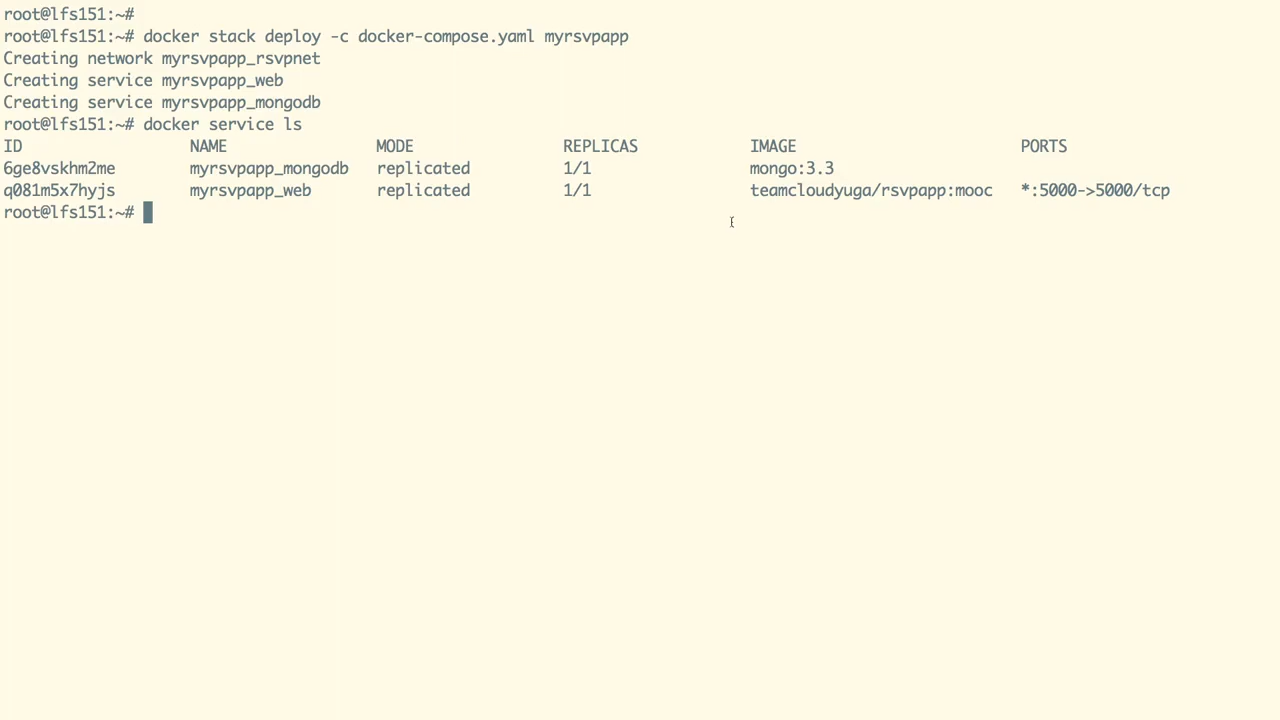 root@lfs151:~#
root@lfs151:~# docker stack deploy -c docker-compose.yaml myrsvpapp
Creating network myrsvpapp_rsvpnet
Creating service myrsvpapp_web
Creating service myrsvpapp_mongodb
root@lfs151:~# docker service ls
ID NAME MODE REPLICAS IMAGE PORTS
6ge8vskhm2me myrsvpapp_mongodb replicated 1/1 mongo:3.3
q081m5x7hyjs myrsvpapp_web replicated 1/1 teamcloudyuga/rsvpapp:mooc *:5000->5000/tcp
root@lfs151:~#